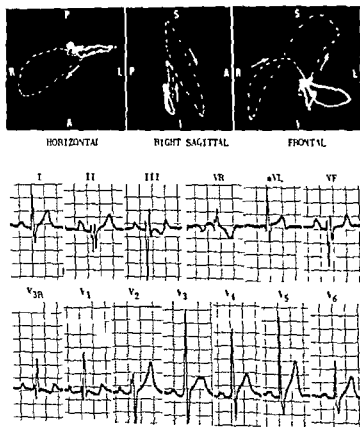 P S S
R L P A R L
A I I
HORIZONTAL RIGHT SAGITTAL FRONTAL
I II III VR aVL VF
V3R V1 V2 V3 V4 V5 V6